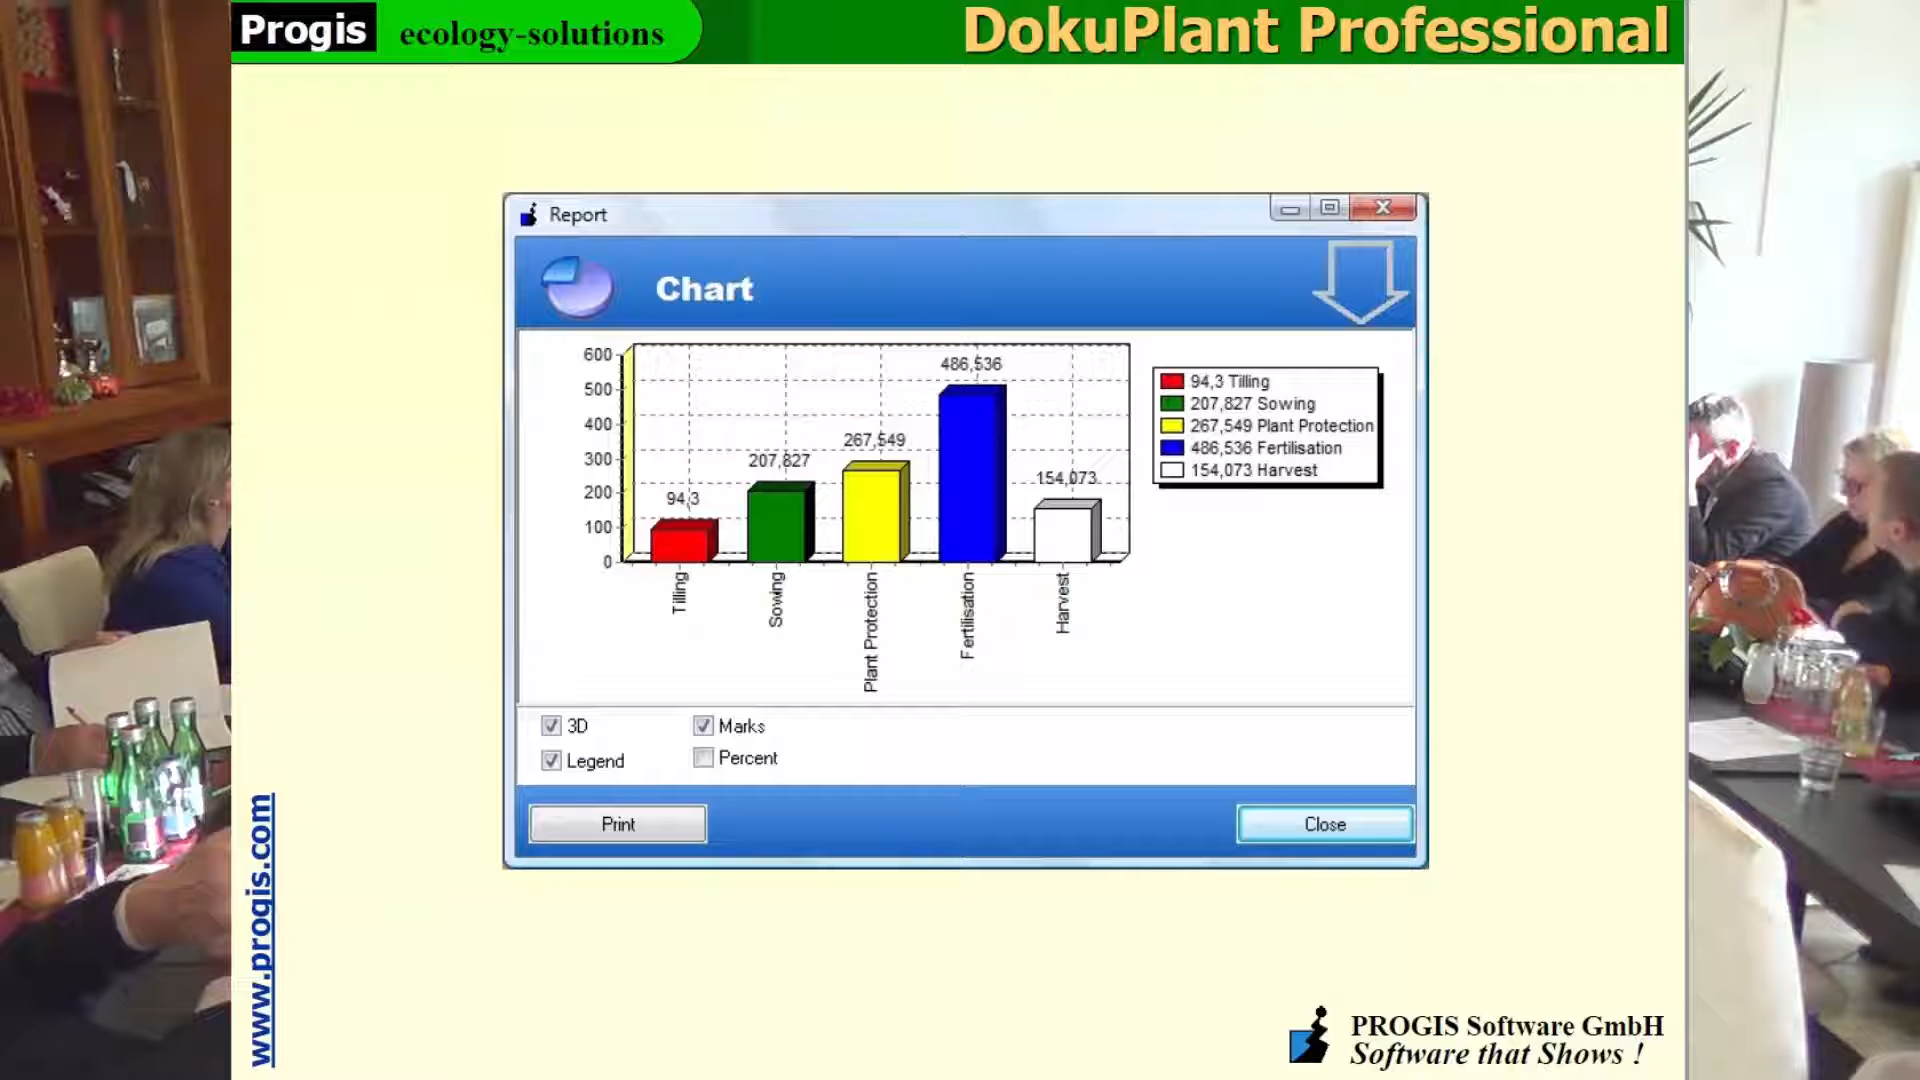 Progis
ecology-solutions
DokuPlant Professional
Report
Chart
600
500
400
300
200
100
0
94,3
207,827
267,549
486,536
154,073
Tilling
Sowing
Plant Protection
Fertilisation
Harvest
94,3 Tilling
207,827 Sowing
267,549 Plant Protection
486,536 Fertilisation
154,073 Harvest
3D
Marks
Legend
Percent
Print
Close
www.progis.com
PROGIS Software GmbH
Software that Shows !